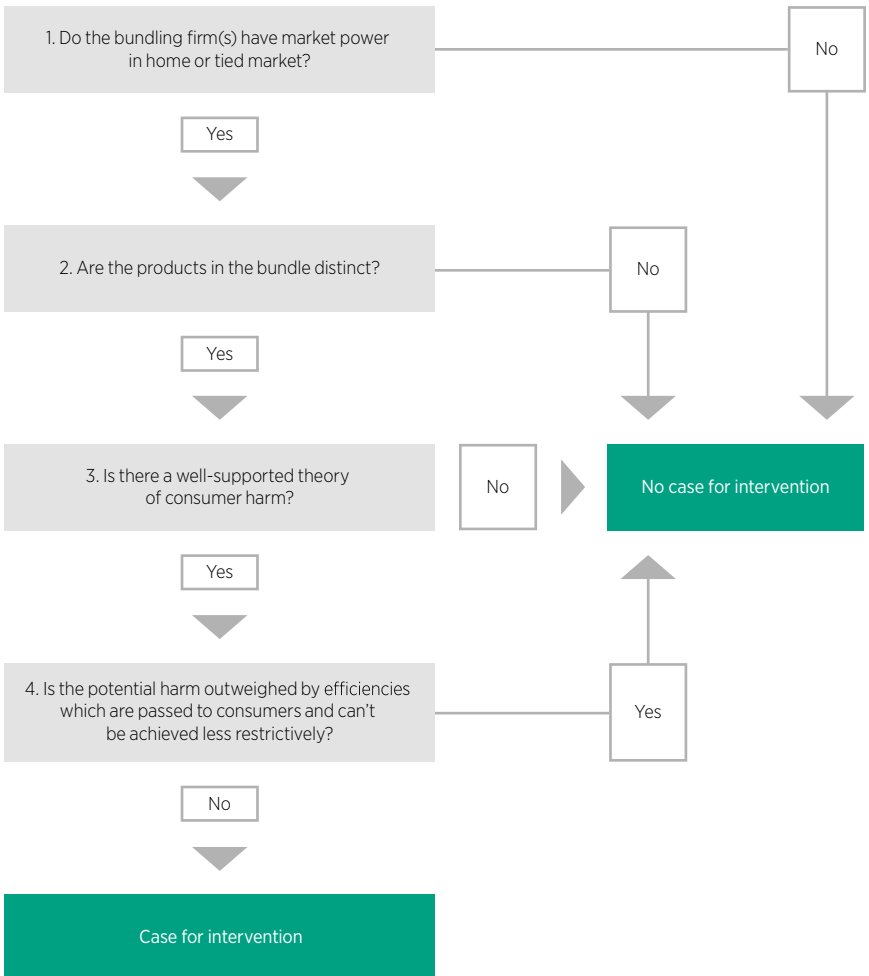 1. Do the bundling firm(s) have market power
in home or tied market?
No
Yes
2. Are the products in the bundle distinct?
No
Yes
3. Is there a well-supported theory
of consumer harm?
No
No case for intervention
Yes
4. Is the potential harm outweighed by efficiencies
which are passed to consumers and can't
be achieved less restrictively?
Yes
No
Case for intervention